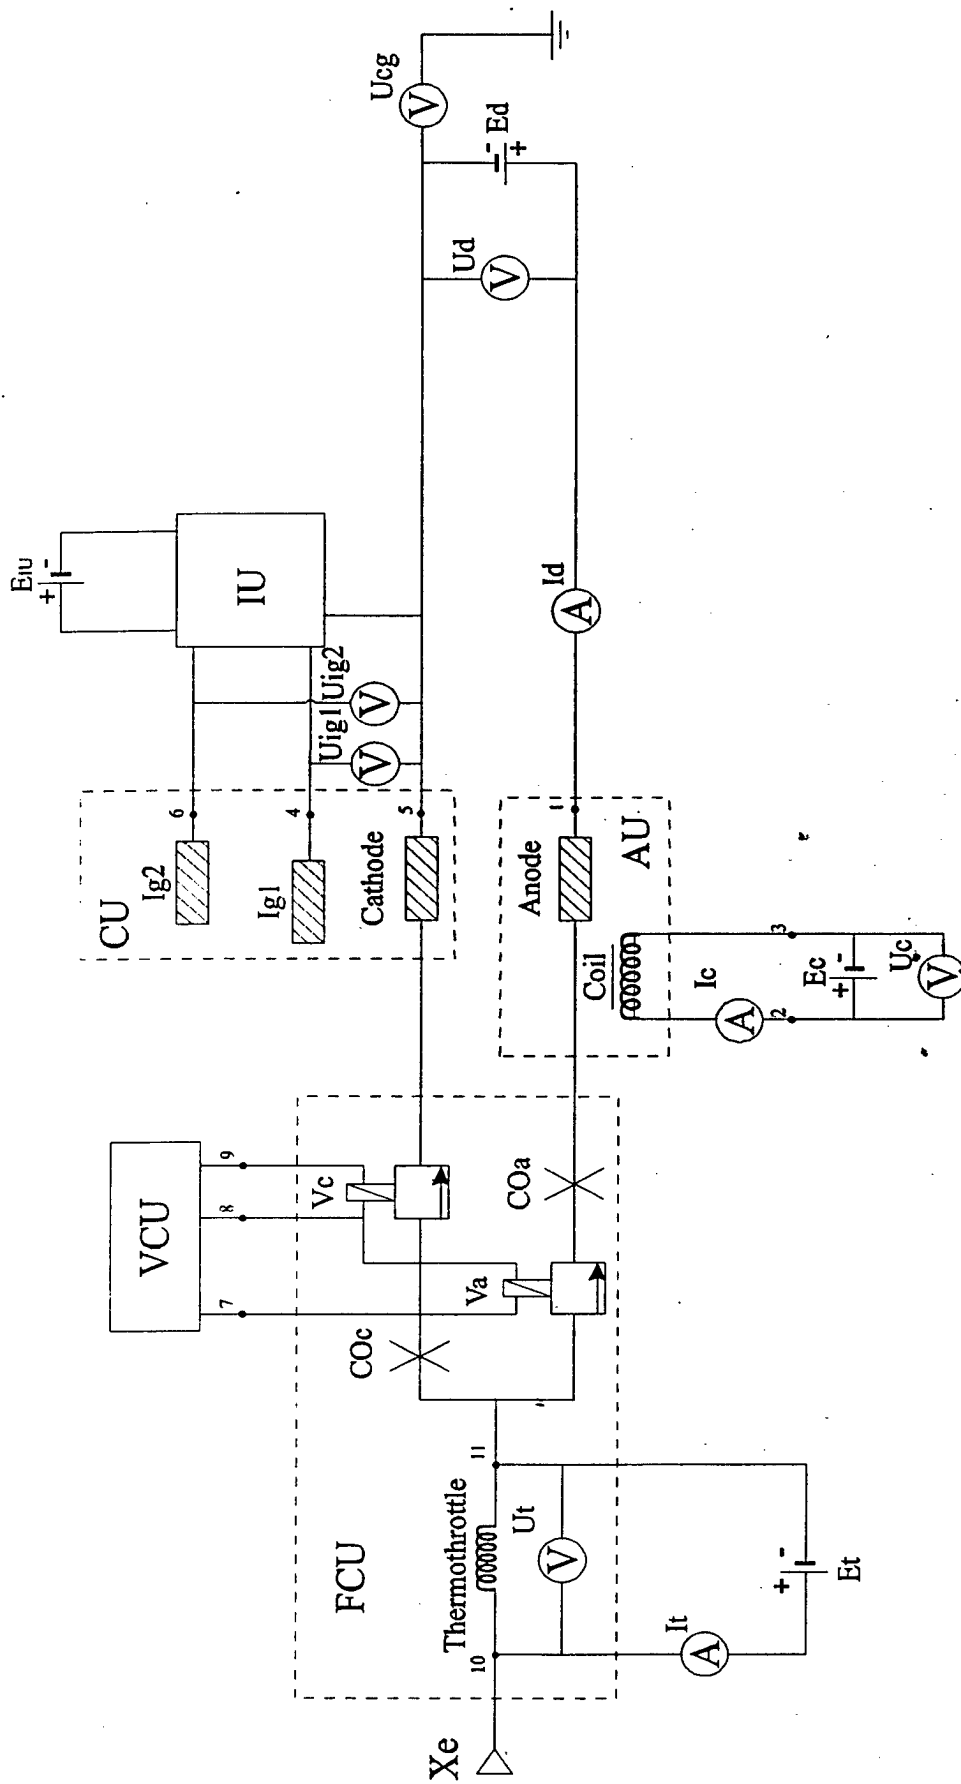 Xe
FCU
Thermothrottle
10
11
Ut
V
It
A
Et
+ -
VCU
7
8
9
Vc
Va
COc
COa
CU
Ig2
Ig1
Cathode
6
4
5
Anode
AU
1
Coil
Ic
A
2
3
Ec
+ -
Uc
V
EIU
+ -
IU
Uig1
Uig2
V
V
Id
A
Ud
V
Ed
- +
Ucg
V